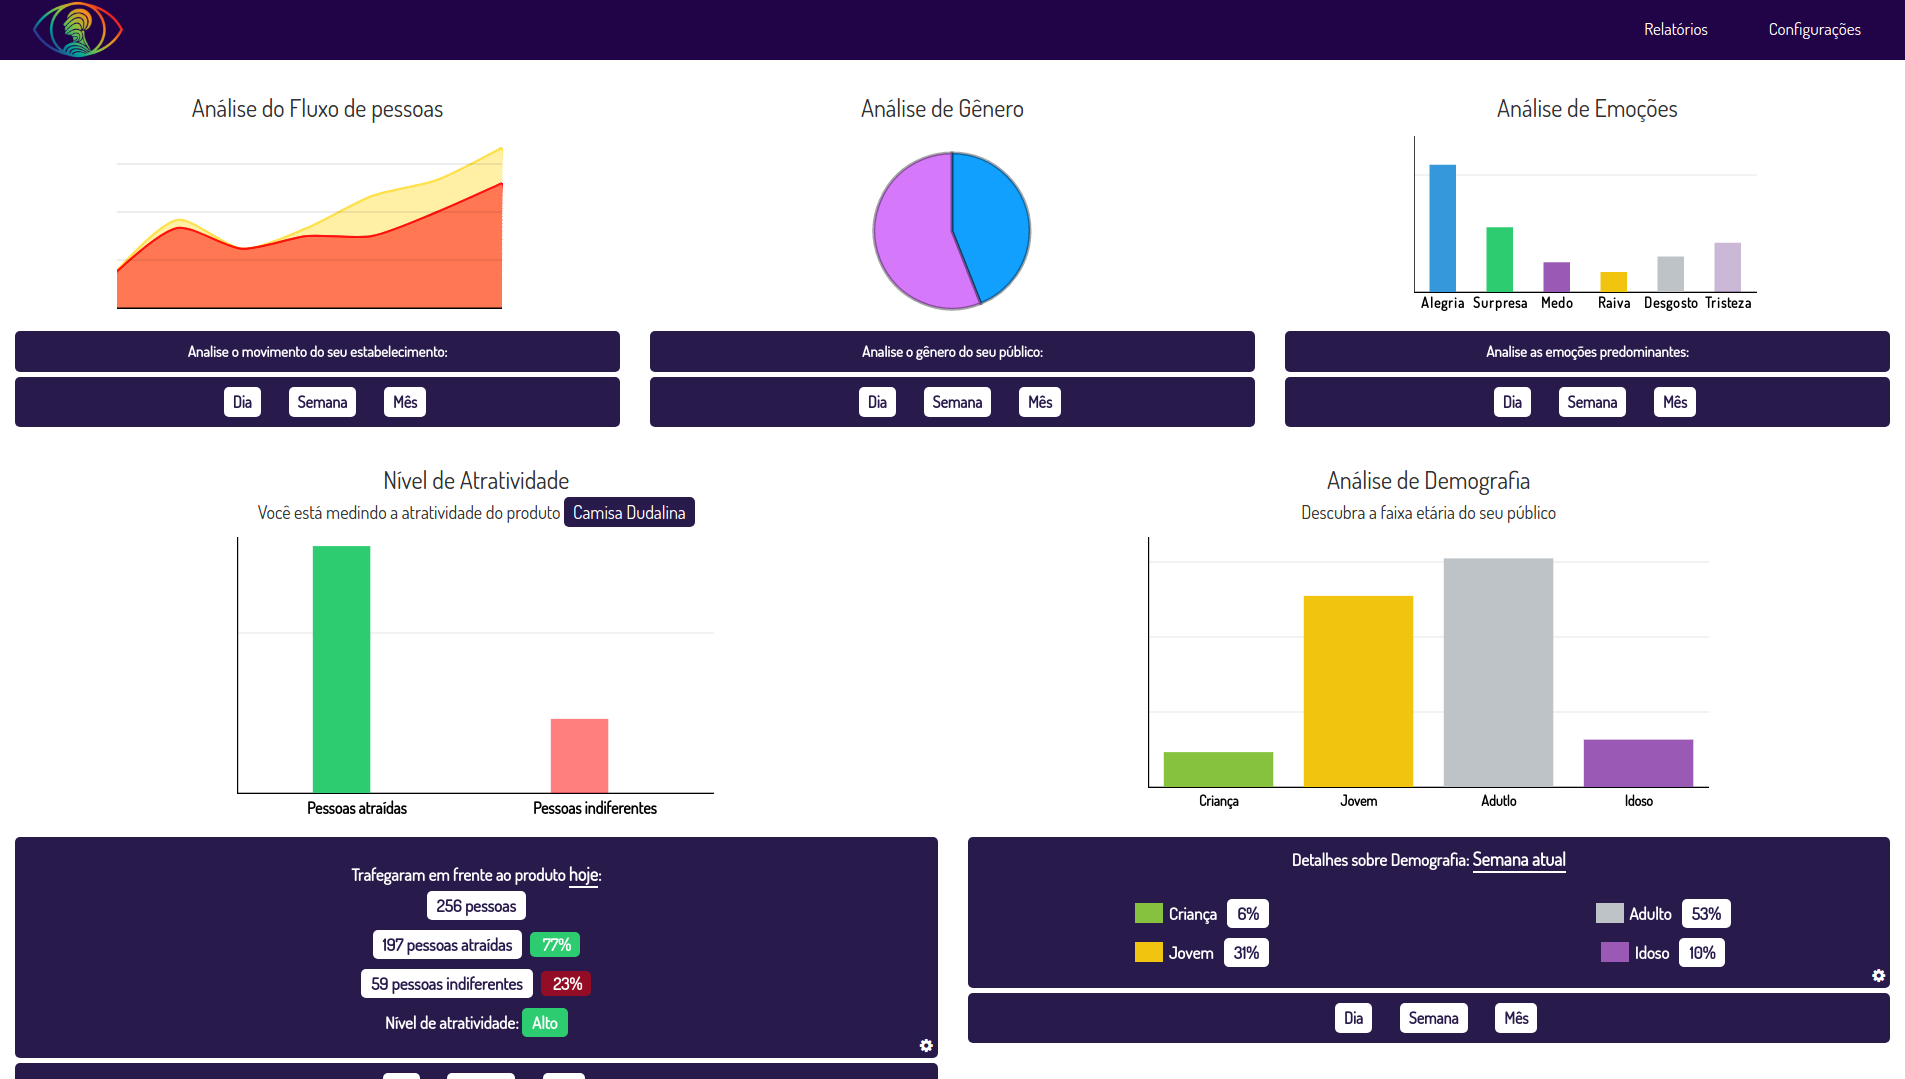 Relatórios Configurações
Análise do Fluxo de pessoas
Análise de Gênero
Análise de Emoções
Alegria Surpresa Medo Raiva Desgosto Tristeza
Analise o movimento do seu estabelecimento:
Dia Semana Mês
Analise o gênero do seu público:
Dia Semana Mês
Analise as emoções predominantes:
Dia Semana Mês
Nível de Atratividade
Você está medindo a atratividade do produto Camisa Dudalina
Pessoas atraídas Pessoas indiferentes
Trafegaram em frente ao produto hoje:
256 pessoas
197 pessoas atraídas 77%
59 pessoas indiferentes 23%
Nível de atratividade: Alto
Análise de Demografia
Descubra a faixa etária do seu público
Criança Jovem Adutlo Idoso
Detalhes sobre Demografia: Semana atual
Criança 6% Adulto 53%
Jovem 31% Idoso 10%
Dia Semana Mês